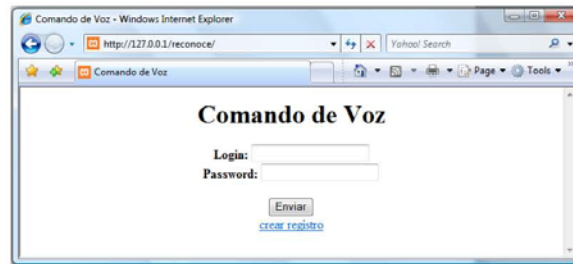 Comando de Voz - Windows Internet Explorer
http://127.0.0.1/reconoce/
Yahoo! Search
Comando de Voz
Page
Tools
Comando de Voz
Login:
Password:
Enviar
crear registro